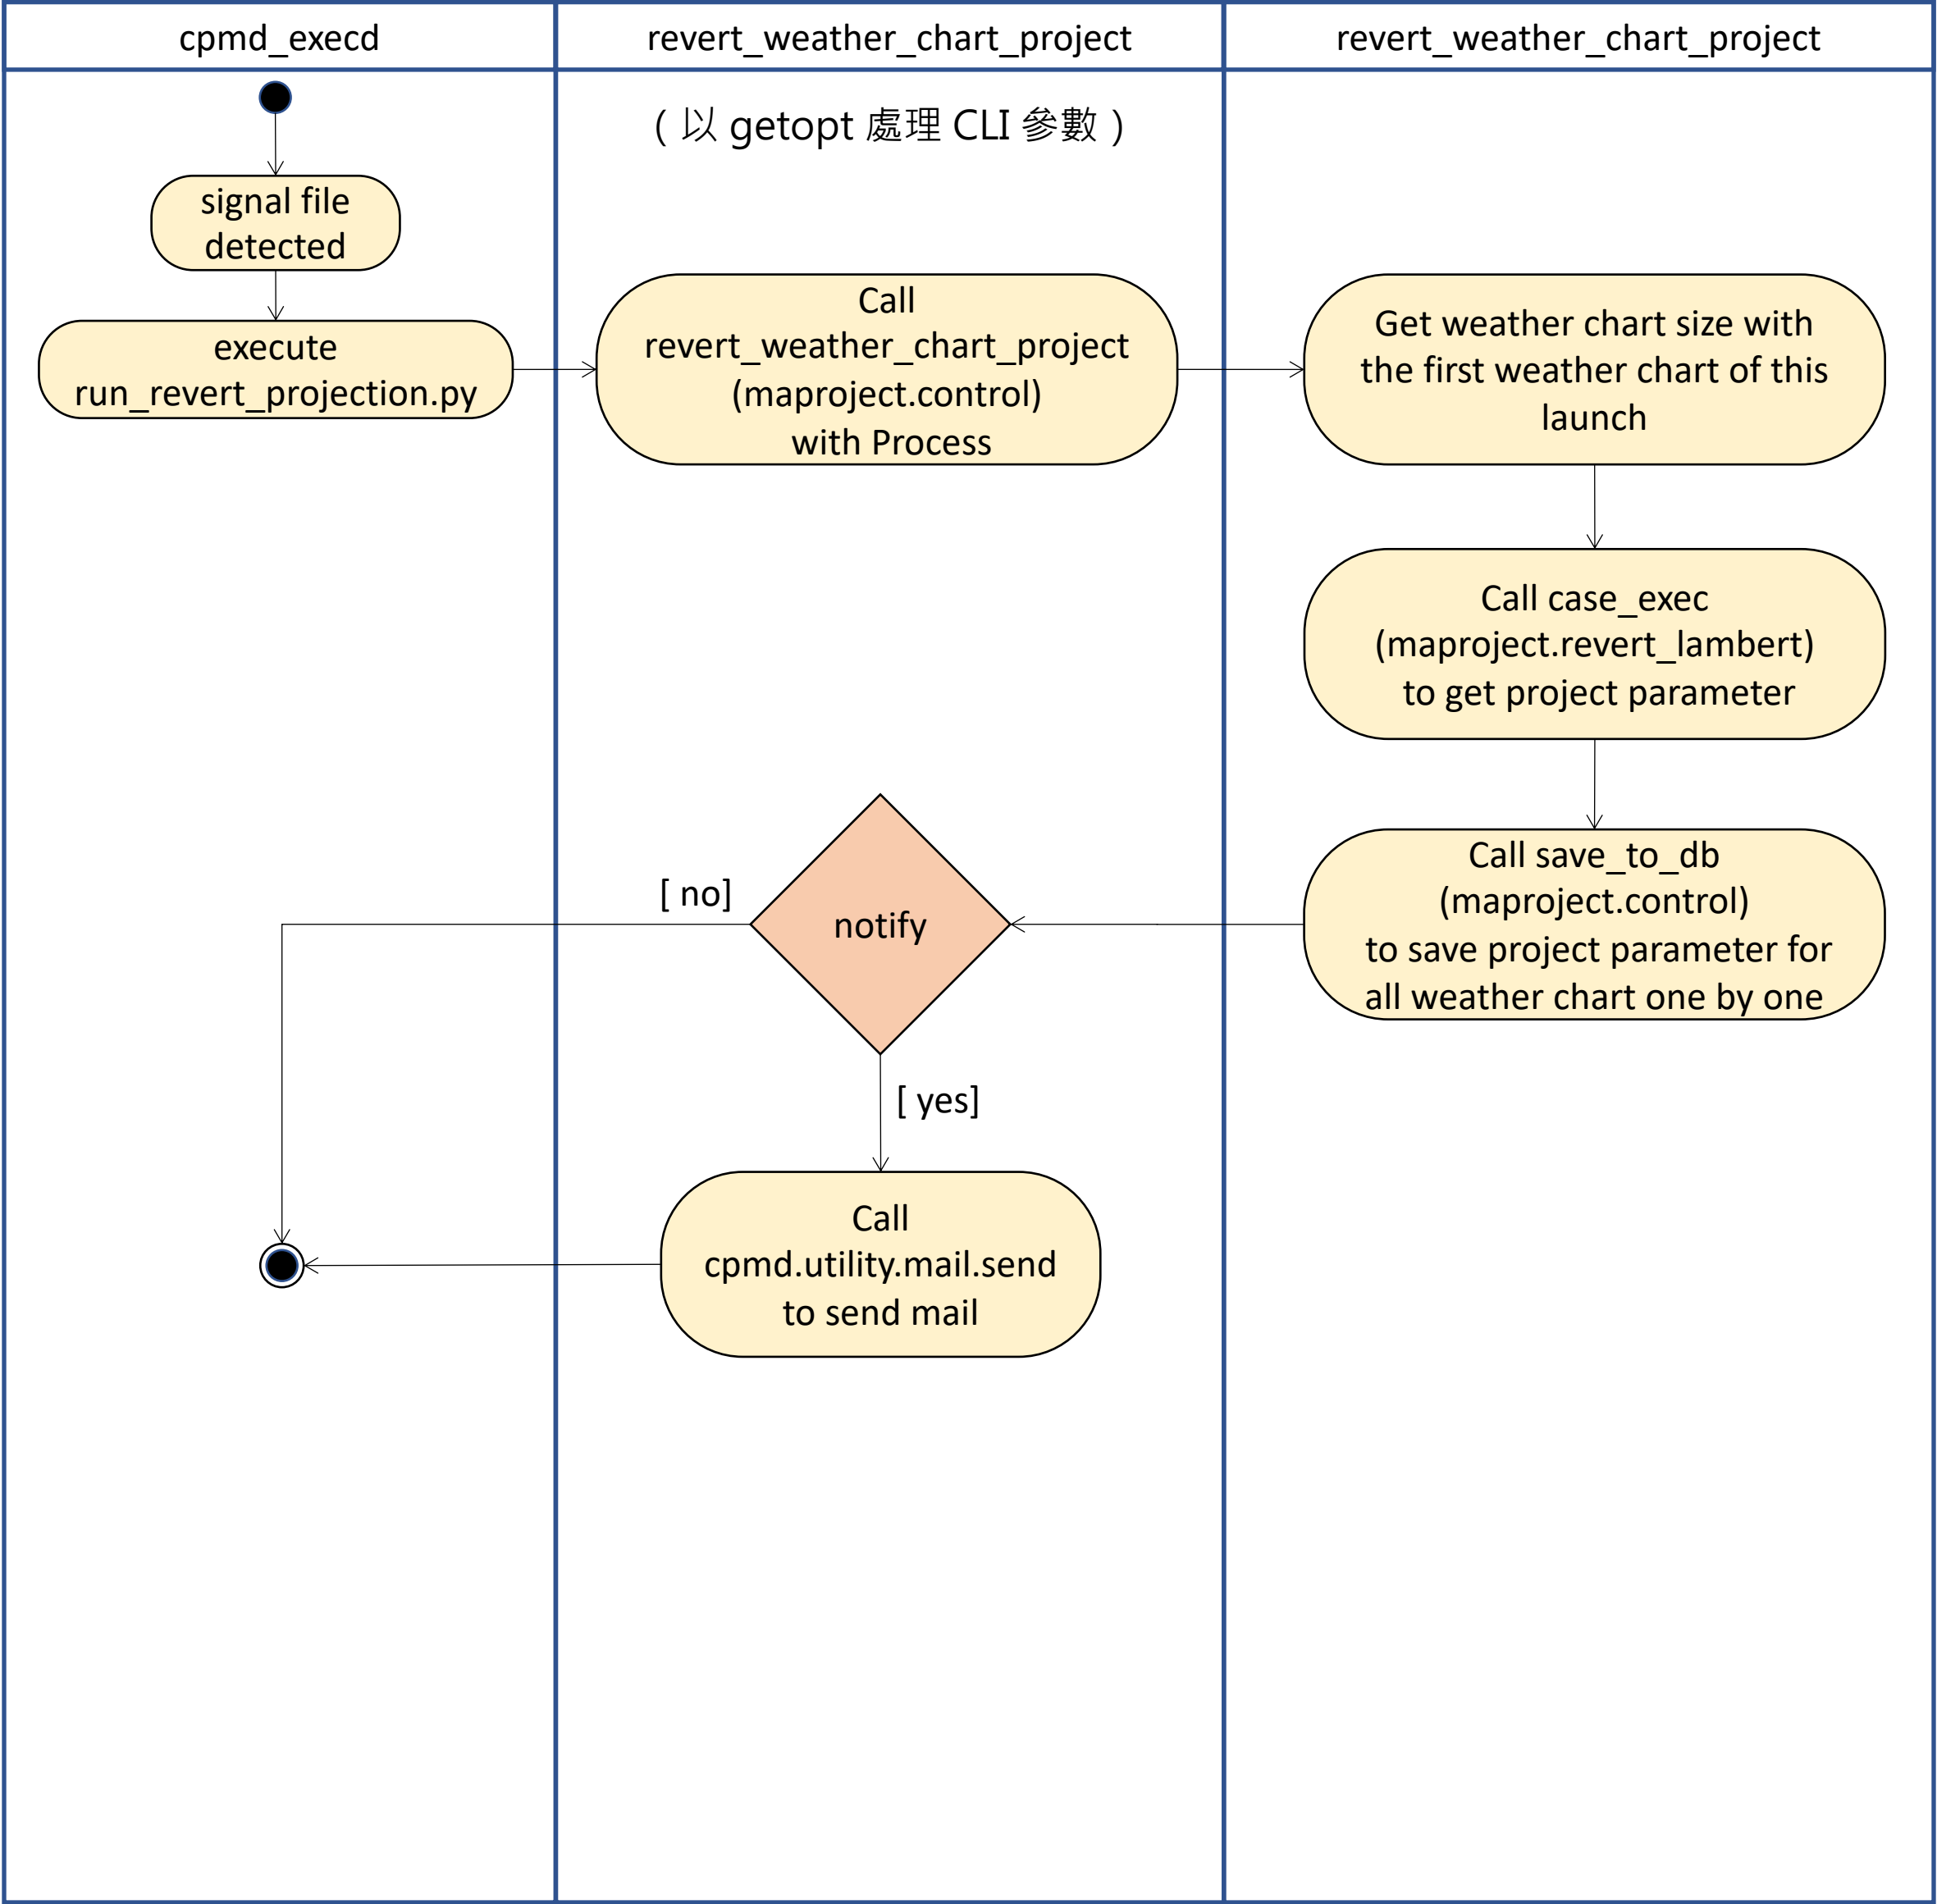 cpmd_execd
revert_weather_chart_project
revert_weather_chart_project
( 以 getopt 處理 CLI 參數 )
signal file
detected
execute
run_revert_projection.py
Call
revert_weather_chart_project
(maproject.control)
with Process
Get weather chart size with
the first weather chart of this
launch
Call case_exec
(maproject.revert_lambert)
to get project parameter
Call save_to_db
(maproject.control)
to save project parameter for
all weather chart one by one
notify
[ no]
[ yes]
Call
cpmd.utility.mail.send
to send mail